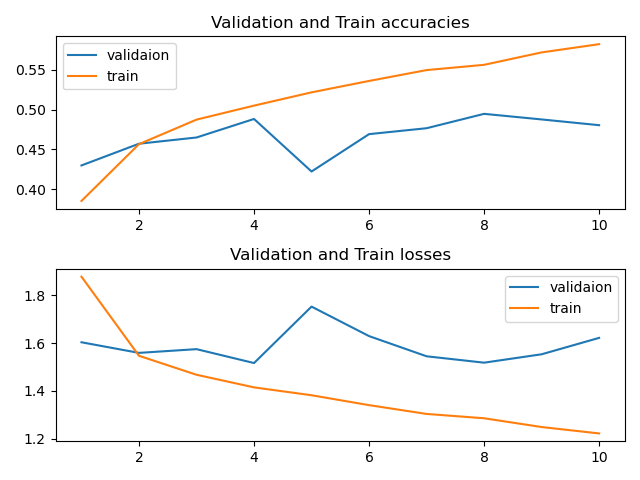 Validation and Train accuracies
validaion
train
0.55
0.50
0.45
0.40
2 4 6 8 10
Validation and Train losses
validaion
train
1.8
1.6
1.4
1.2
2 4 6 8 10